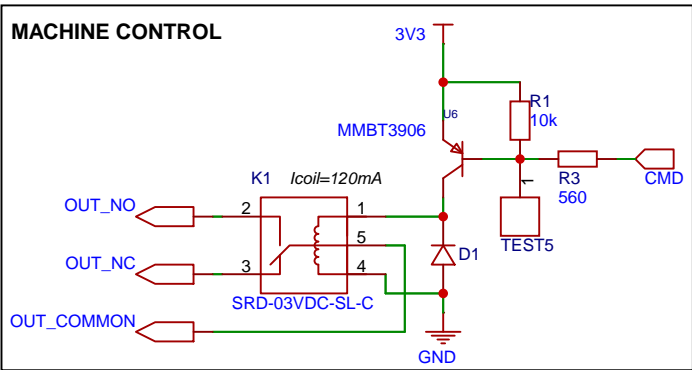 MACHINE CONTROL
3V3
R1
10k
U6
MMBT3906
1
R3
560
CMD
TEST5
K1 Icoil=120mA
OUT_NO
2
1
5
OUT_NC
3
4
D1
SRD-03VDC-SL-C
OUT_COMMON
GND